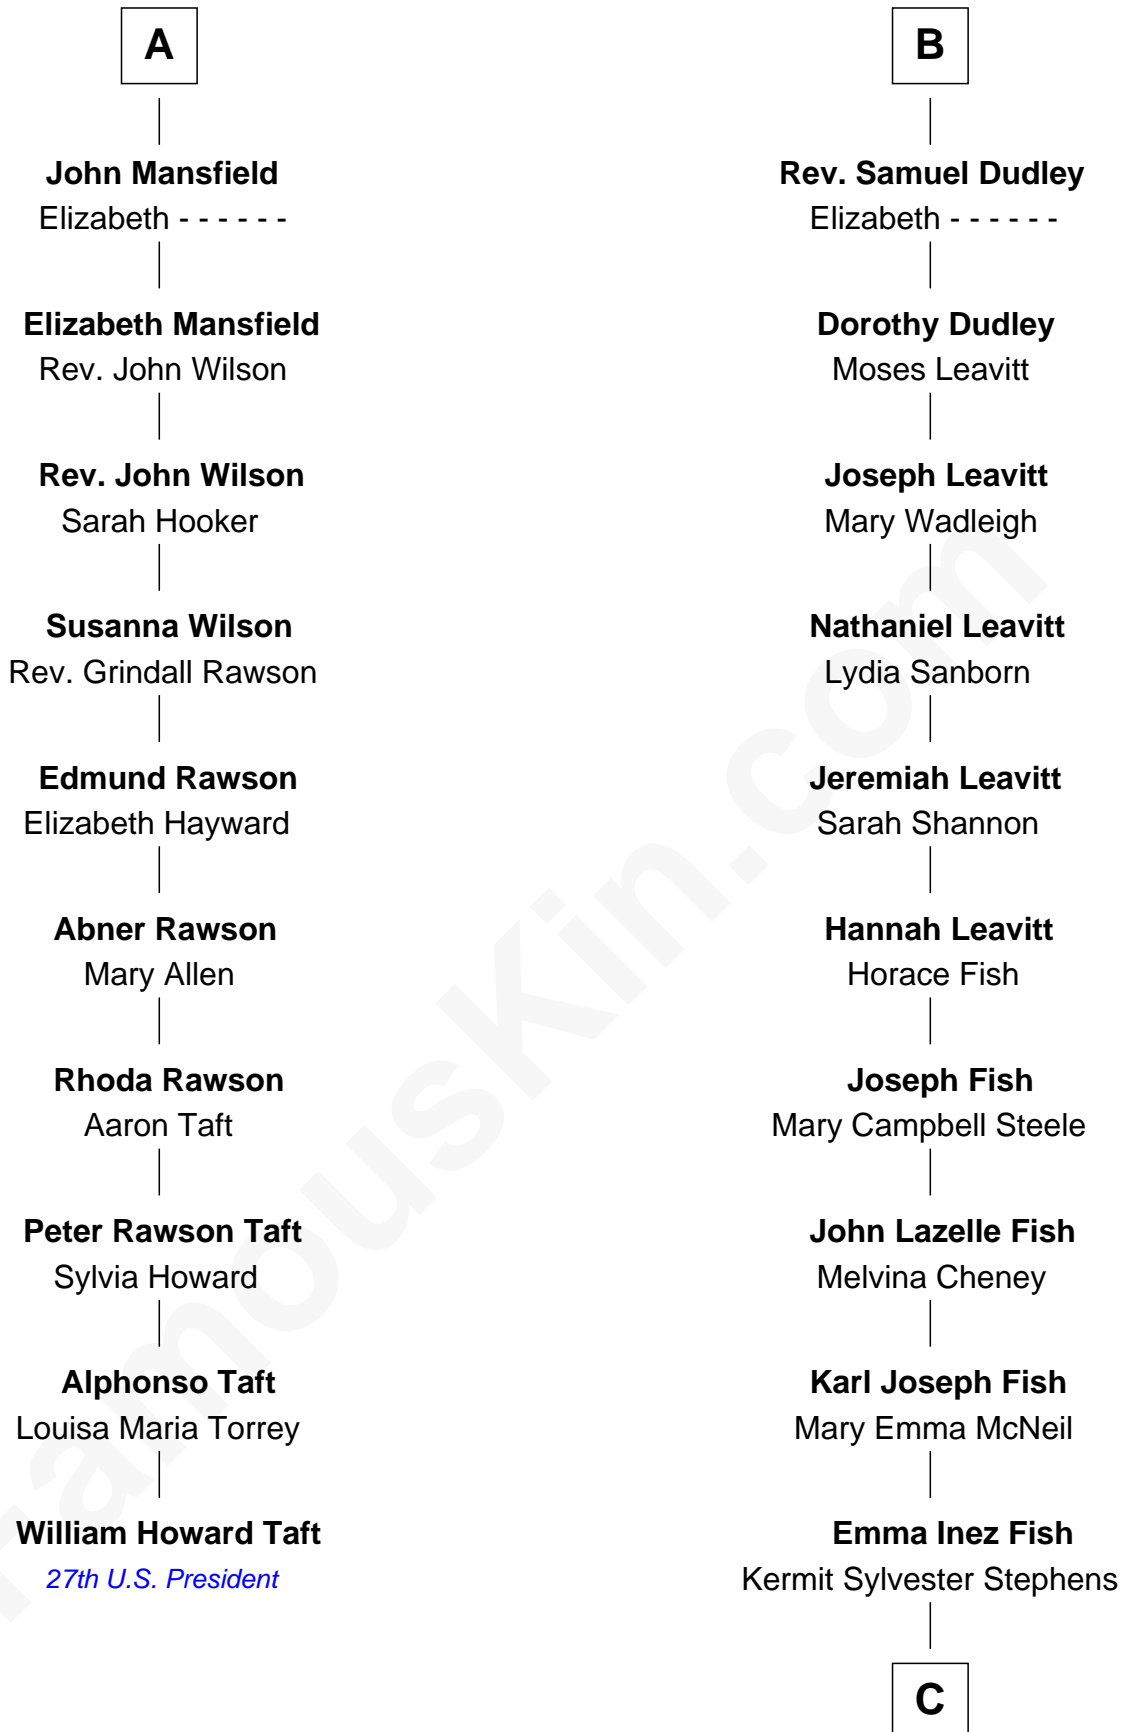 A
John Mansfield
Elizabeth - - - - - -
Elizabeth Mansfield
Rev. John Wilson
Rev. John Wilson
Sarah Hooker
Susanna Wilson
Rev. Grindall Rawson
Edmund Rawson
Elizabeth Hayward
Abner Rawson
Mary Allen
Rhoda Rawson
Aaron Taft
Peter Rawson Taft
Sylvia Howard
Alphonso Taft
Louisa Maria Torrey
William Howard Taft
27th U.S. President
B
Rev. Samuel Dudley
Elizabeth - - - - - -
Dorothy Dudley
Moses Leavitt
Joseph Leavitt
Mary Wadleigh
Nathaniel Leavitt
Lydia Sanborn
Jeremiah Leavitt
Sarah Shannon
Hannah Leavitt
Horace Fish
Joseph Fish
Mary Campbell Steele
John Lazelle Fish
Melvina Cheney
Karl Joseph Fish
Mary Emma McNeil
Emma Inez Fish
Kermit Sylvester Stephens
C
FamousKin.com